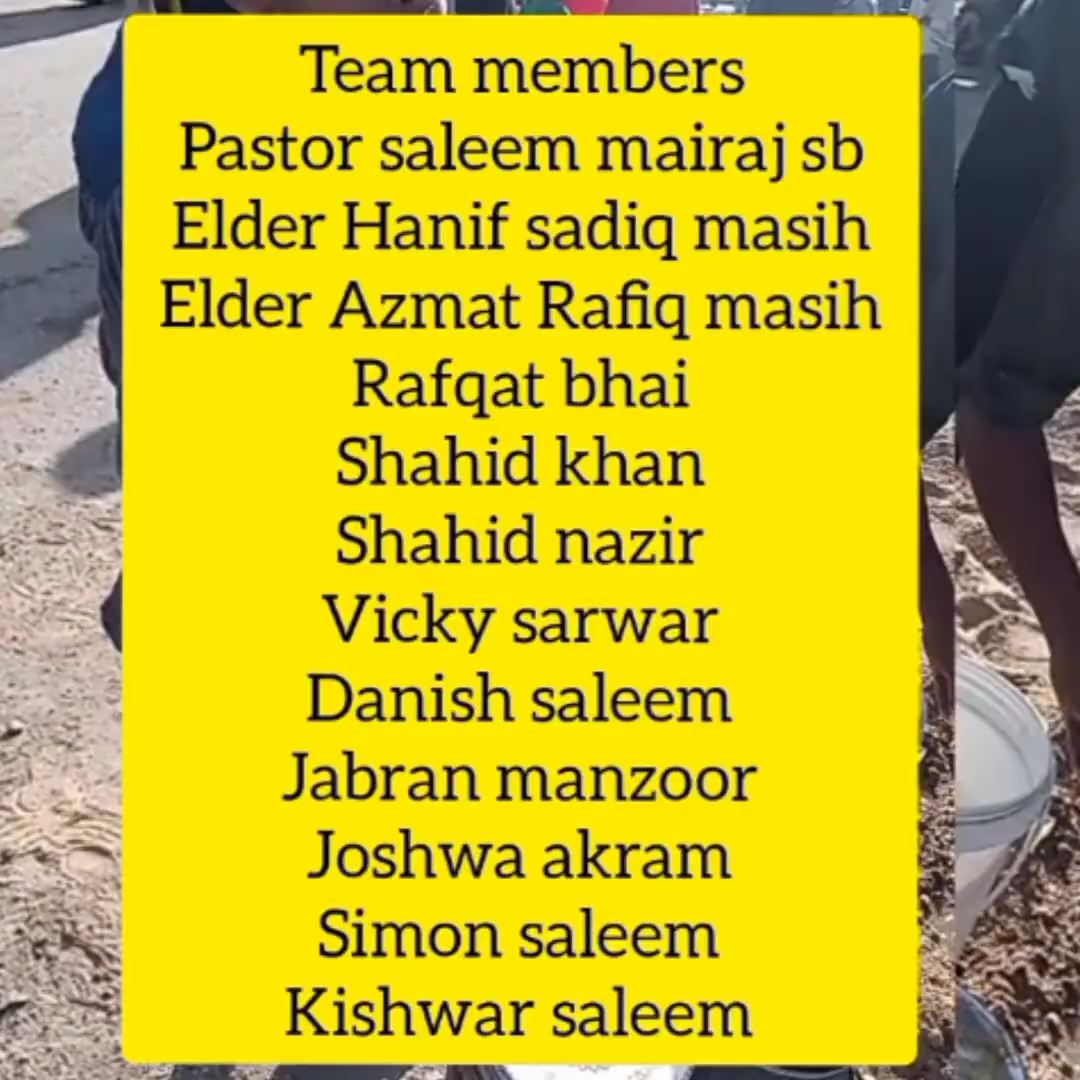 Team members
Pastor saleem mairaj sb
Elder Hanif sadiq masih
Elder Azmat Rafiq masih
Rafqat bhai
Shahid khan
Shahid nazir
Vicky sarwar
Danish saleem
Jabran manzoor
Joshwa akram
Simon saleem
Kishwar saleem